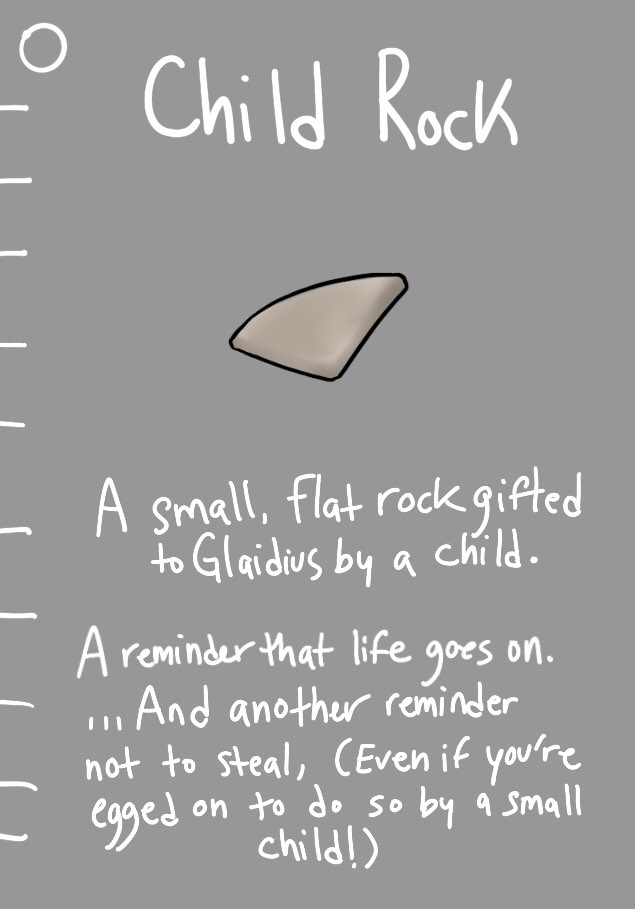 Child Rock
A small, flat rock gifted
to Glaidius by a child.
A reminder that life goes on.
...And another reminder
not to steal, (Even if you're
egged on to do so by a small
child!)